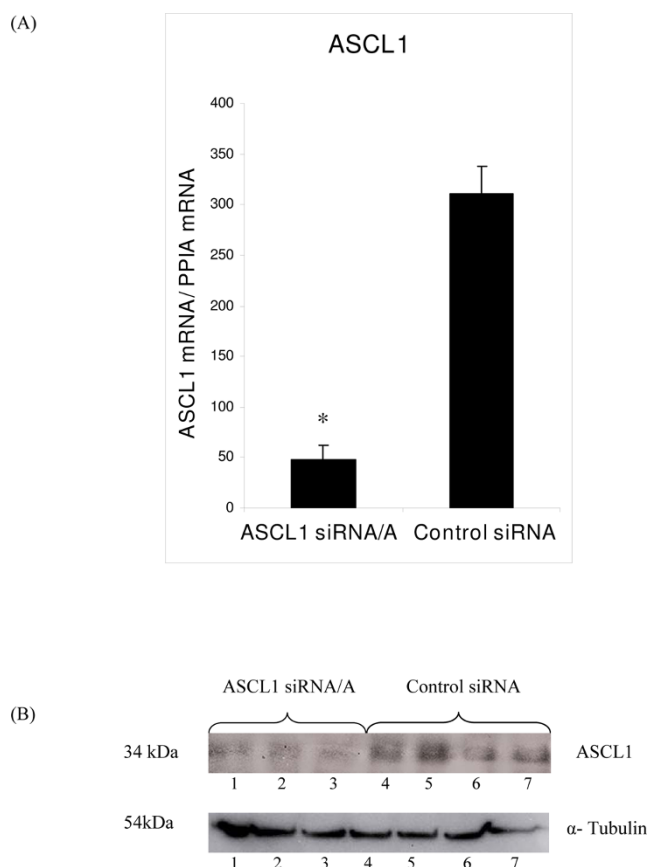 (A)
ASCL1
ASCL1 mRNA/ PPIA mRNA
400
350
300
250
200
150
100
50
0
*
ASCL1 siRNA/A Control siRNA
(B)
ASCL1 siRNA/A Control siRNA
34 kDa ASCL1
1 2 3 4 5 6 7
54kDa α- Tubulin
1 2 3 4 5 6 7